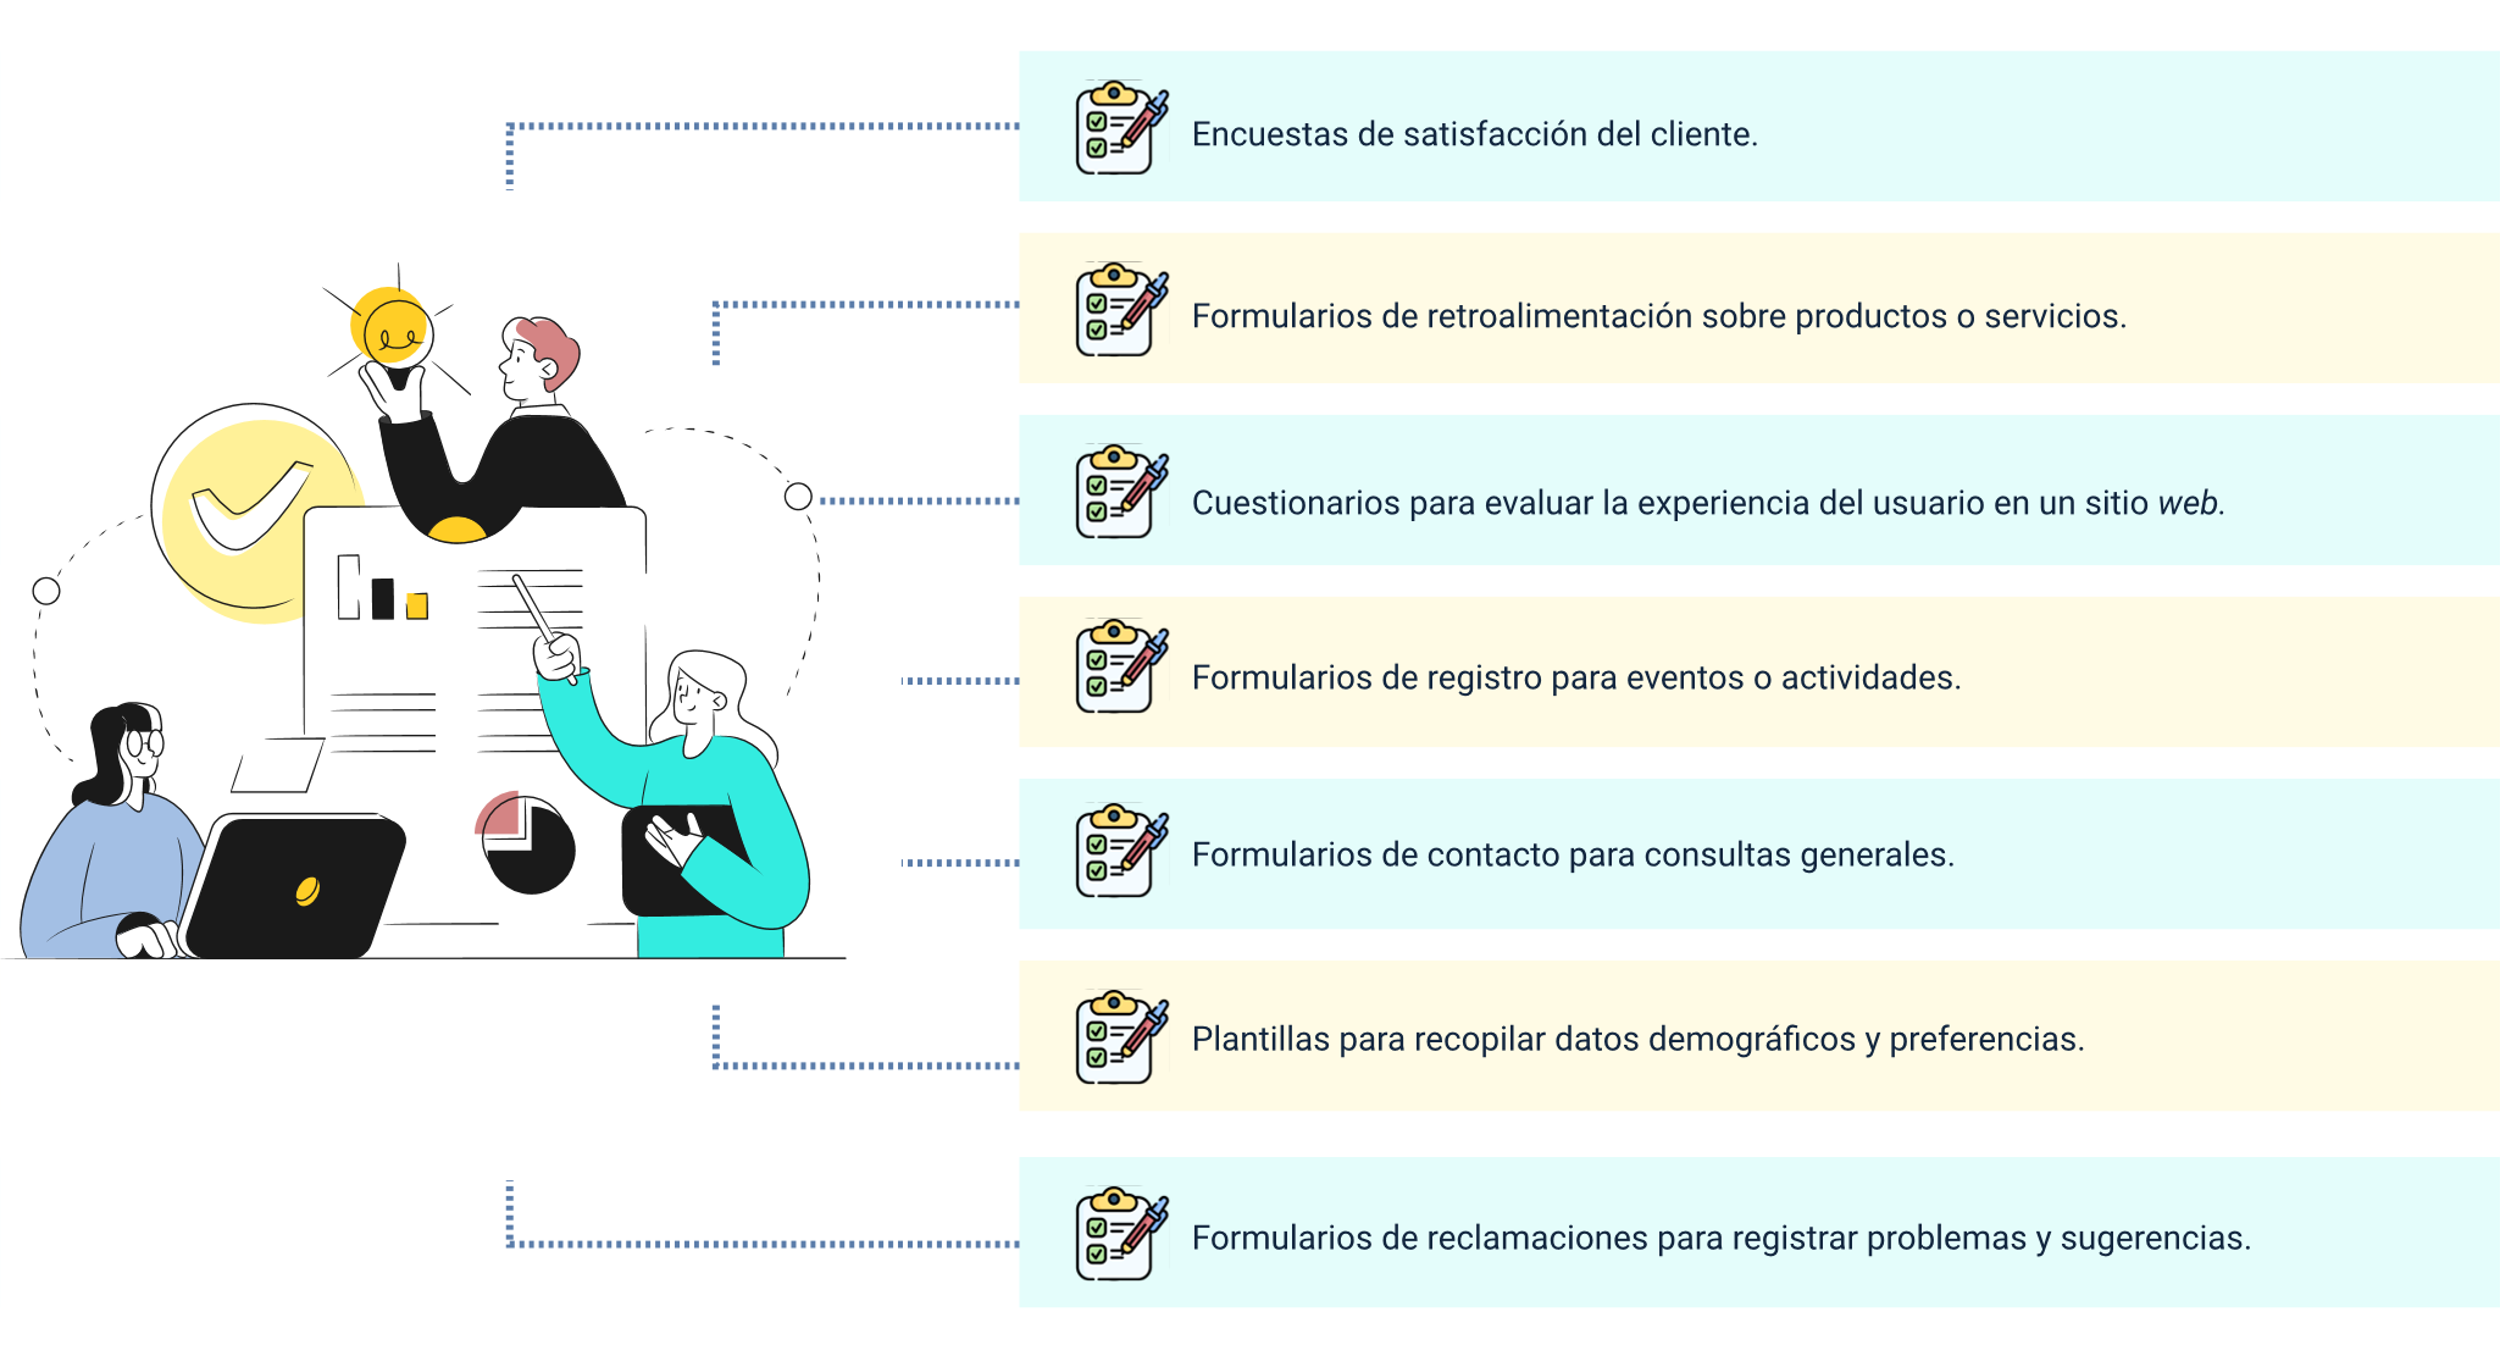 Encuestas de satisfacción del cliente.
Formularios de retroalimentación sobre productos o servicios.
Cuestionarios para evaluar la experiencia del usuario en un sitio web.
Formularios de registro para eventos o actividades.
Formularios de contacto para consultas generales.
Plantillas para recopilar datos demográficos y preferencias.
Formularios de reclamaciones para registrar problemas y sugerencias.